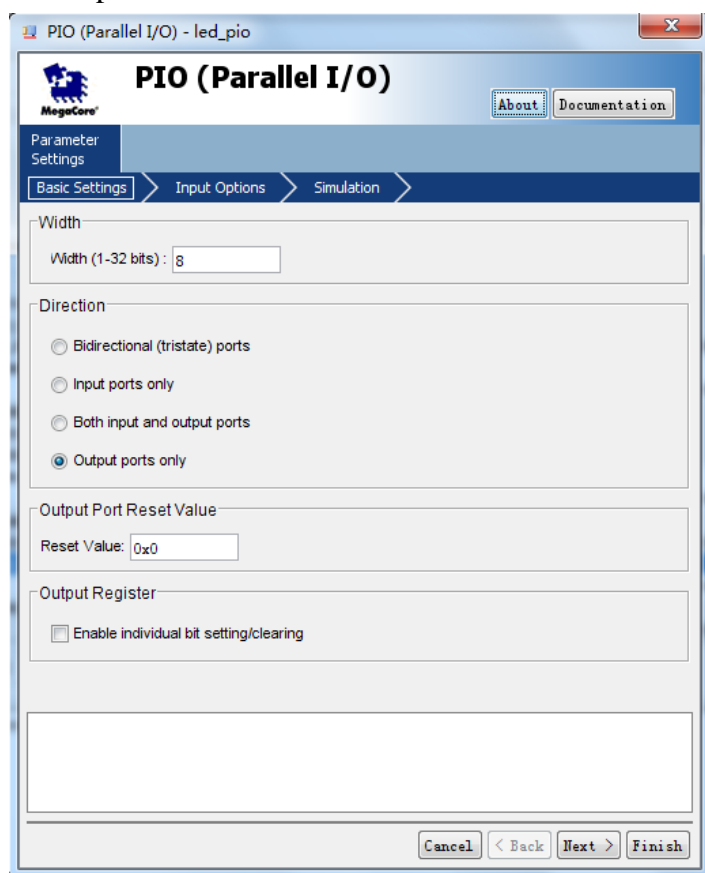 PIO (Parallel I/O) - led_pio
X
PIO (Parallel I/O)
MegaCore®
About
Documentation
Parameter
Settings
Basic Settings
Input Options
Simulation
Width
Width (1-32 bits) : 8
Direction
Bidirectional (tristate) ports
Input ports only
Both input and output ports
Output ports only
Output Port Reset Value
Reset Value: 0x0
Output Register
Enable individual bit setting/clearing
Cancel
< Back
Next >
Finish